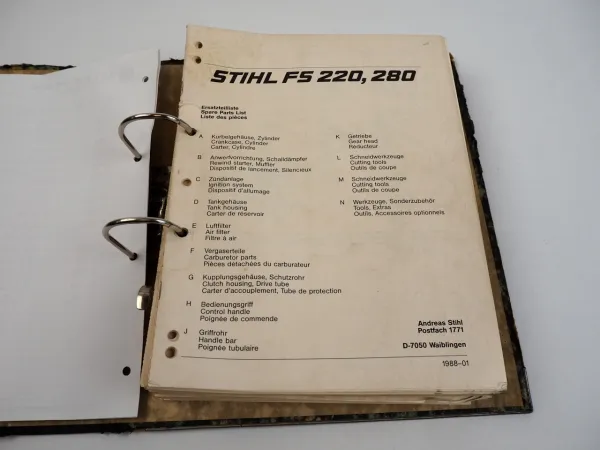 STIHL FS 220, 280
Ersatzteilliste
Spare Parts List
Liste des pièces
A Kurbelgehäuse, Zylinder
Crankcase, Cylinder
Carter, Cylindre
B Anwerfvorrichtung, Schalldämpfer
Rewind starter, Muffler
Dispositif de lancement, Silencieux
C Zündanlage
Ignition system
Dispositif d'allumage
D Tankgehäuse
Tank housing
Carter de réservoir
E Luftfilter
Air filter
Filtre à air
F Vergaserteile
Carburetor parts
Pièces détachées du carburateur
G Kupplungsgehäuse, Schutzrohr
Clutch housing, Drive tube
Carter d'accouplement, Tube de protection
H Bedienungsgriff
Control handle
Poignée de commende
J Griffrohr
Handle bar
Poignée tubulaire
K Getriebe
Gear head
Réducteur
L Schneidwerkzeuge
Cutting tools
Outils de coupe
M Schneidwerkzeuge
Cutting tools
Outils de coupe
N Werkzeuge, Sonderzubehör
Tools, Extras
Outils, Accessoires optionnels
Andreas Stihl
Postfach 1771
D-7050 Waiblingen
1988-01